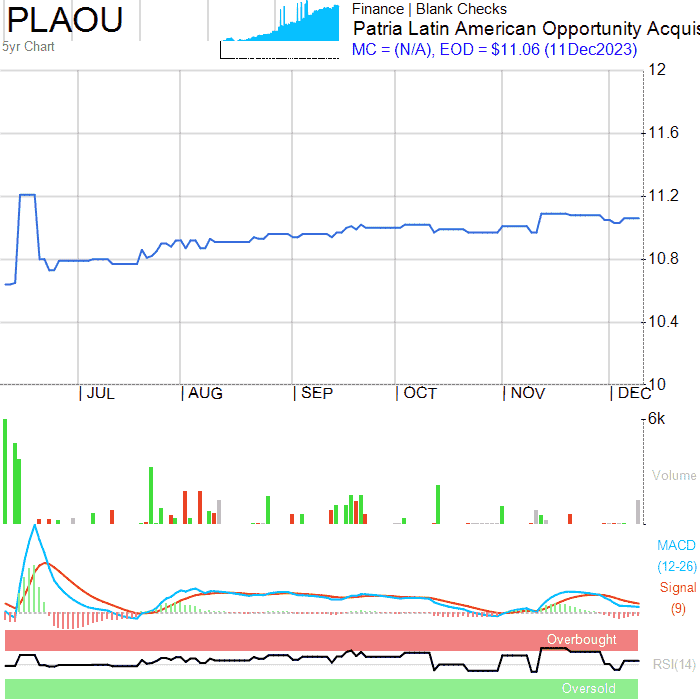 PLAOU
5yr Chart
Finance | Blank Checks
Patria Latin American Opportunity Acquis
MC = (N/A), EOD = $11.06 (11Dec2023)
12
11.6
11.2
10.8
10.4
10
| JUL | AUG | SEP | OCT | NOV | DEC
6k
Volume
MACD
(12-26)
Signal
(9)
Overbought
RSI(14)
Oversold